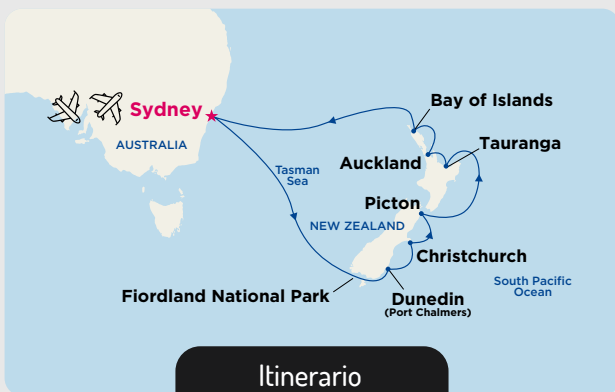 Bay of Islands
Sydney
Tauranga
AUSTRALIA
Auckland
Tasman
Sea
Picton
NEW ZEALAND
Christchurch
South Pacific
Ocean
Fiordland National Park
Dunedin
(Port Chalmers)
Itinerario